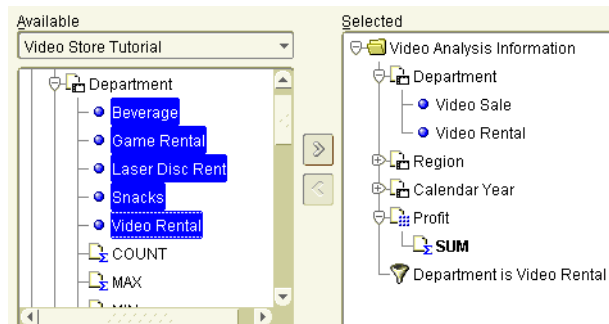 Available
Video Store Tutorial
Department
Beverage
Game Rental
Laser Disc Rent
Snacks
Video Rental
COUNT
MAX
MIN
Selected
Video Analysis Information
Department
Video Sale
Video Rental
Region
Calendar Year
Profit
SUM
Department is Video Rental